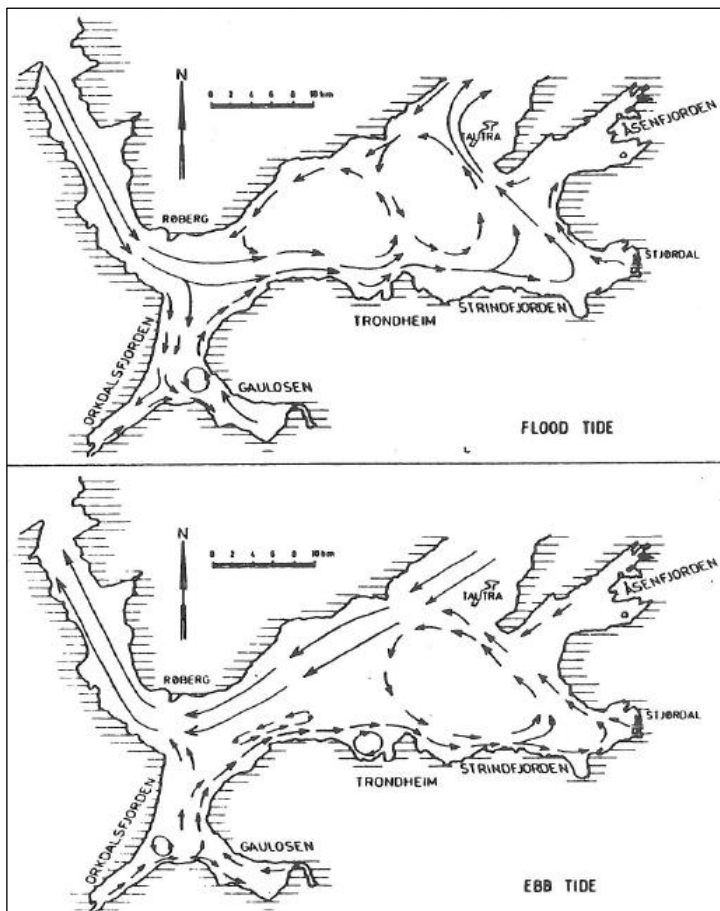 N
0 2 4 6 8 10 km
TAUTRA
ÅSENFJORDEN
RØBERG
STJØRDAL
STRINDFJORDEN
TRONDHEIM
ORKDALSFJORDEN
GAULOSEN
FLOOD TIDE
N
0 2 4 6 8 10 km
TAUTRA
ÅSENFJORDEN
RØBERG
STJØRDAL
STRINDFJORDEN
TRONDHEIM
ORKDALSFJORDEN
GAULOSEN
EBB TIDE